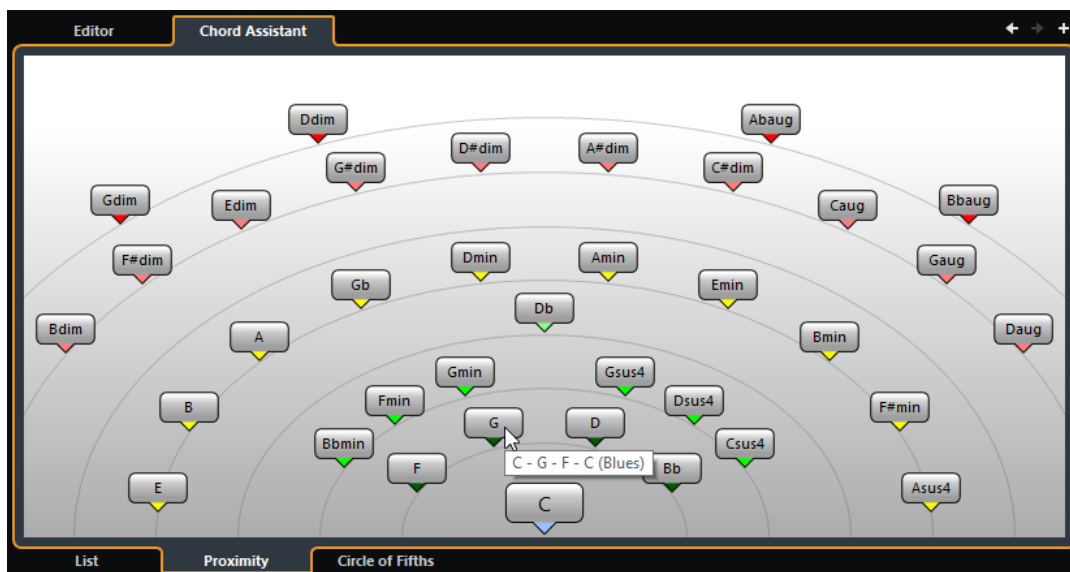 Editor
Chord Assistant
Ddim
Abaug
D#dim
A#dim
G#dim
C#dim
Gdim
Edim
Caug
Bbaug
F#dim
Dmin
Amin
Gaug
Gb
Emin
Db
Bdim
A
Bmin
Daug
Gmin
Gsus4
Fmin
Dsus4
B
F#min
G
D
Bbmin
Csus4
C - G - F - C (Blues)
F
Bb
E
Asus4
C
List
Proximity
Circle of Fifths